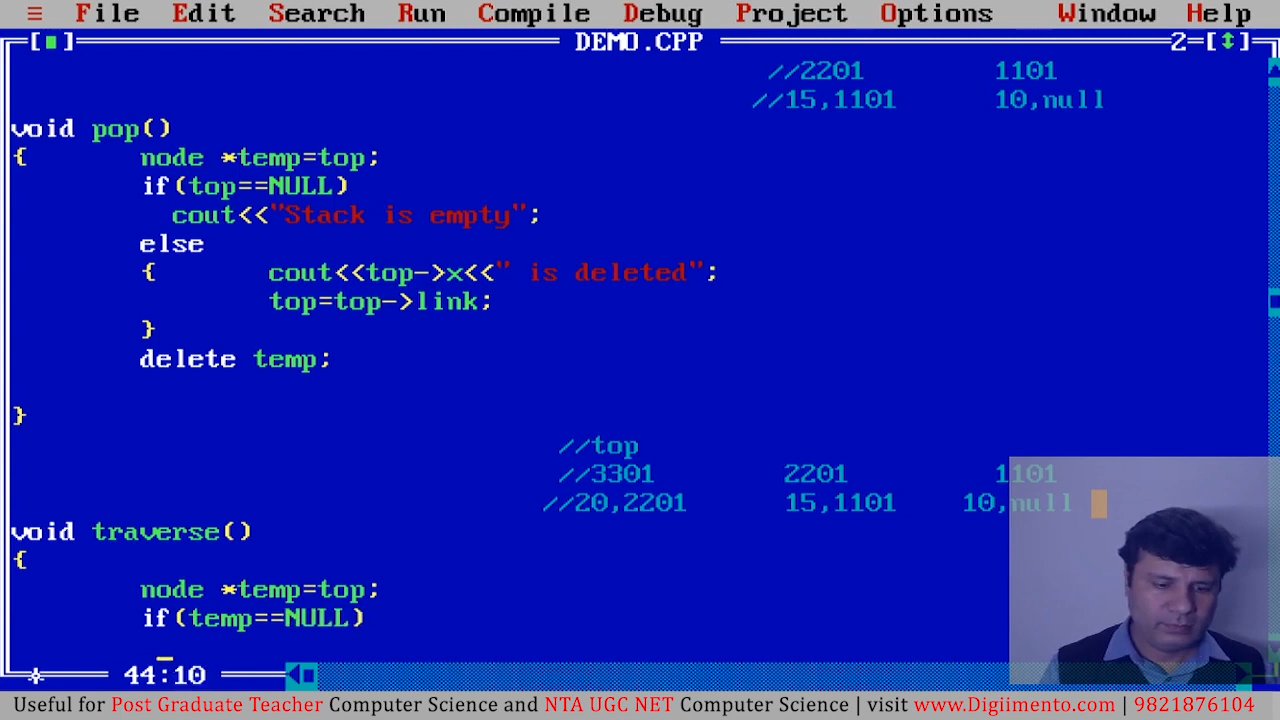 ≡ File Edit Search Run Compile Debug Project Options Window Help
[■] DEMO.CPP 2=[↕]
//2201 1101
//15,1101 10,null
void pop()
{ node *temp=top;
if(top==NULL)
cout<<"Stack is empty";
else
{ cout<<top->x<<" is deleted";
top=top->link;
}
delete temp;
}
//top
//3301 2201 1101
//20,2201 15,1101 10,null
void traverse()
{
node *temp=top;
if(temp==NULL)
44:10
Useful for Post Graduate Teacher Computer Science and NTA UGC NET Computer Science | visit www.Digiimento.com | 9821876104